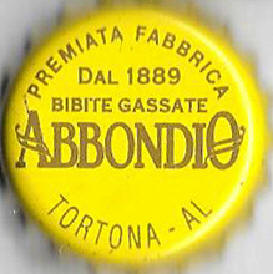 PREMIATA FABBRICA
DAL 1889
BIBITE GASSATE
ABBONDIO
TORTONA - AL